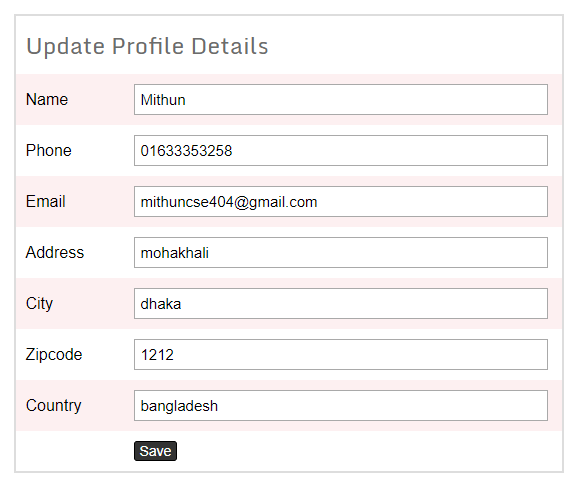 Update Profile Details
Name Mithun
Phone 01633353258
Email mithuncse404@gmail.com
Address mohakhali
City dhaka
Zipcode 1212
Country bangladesh
Save